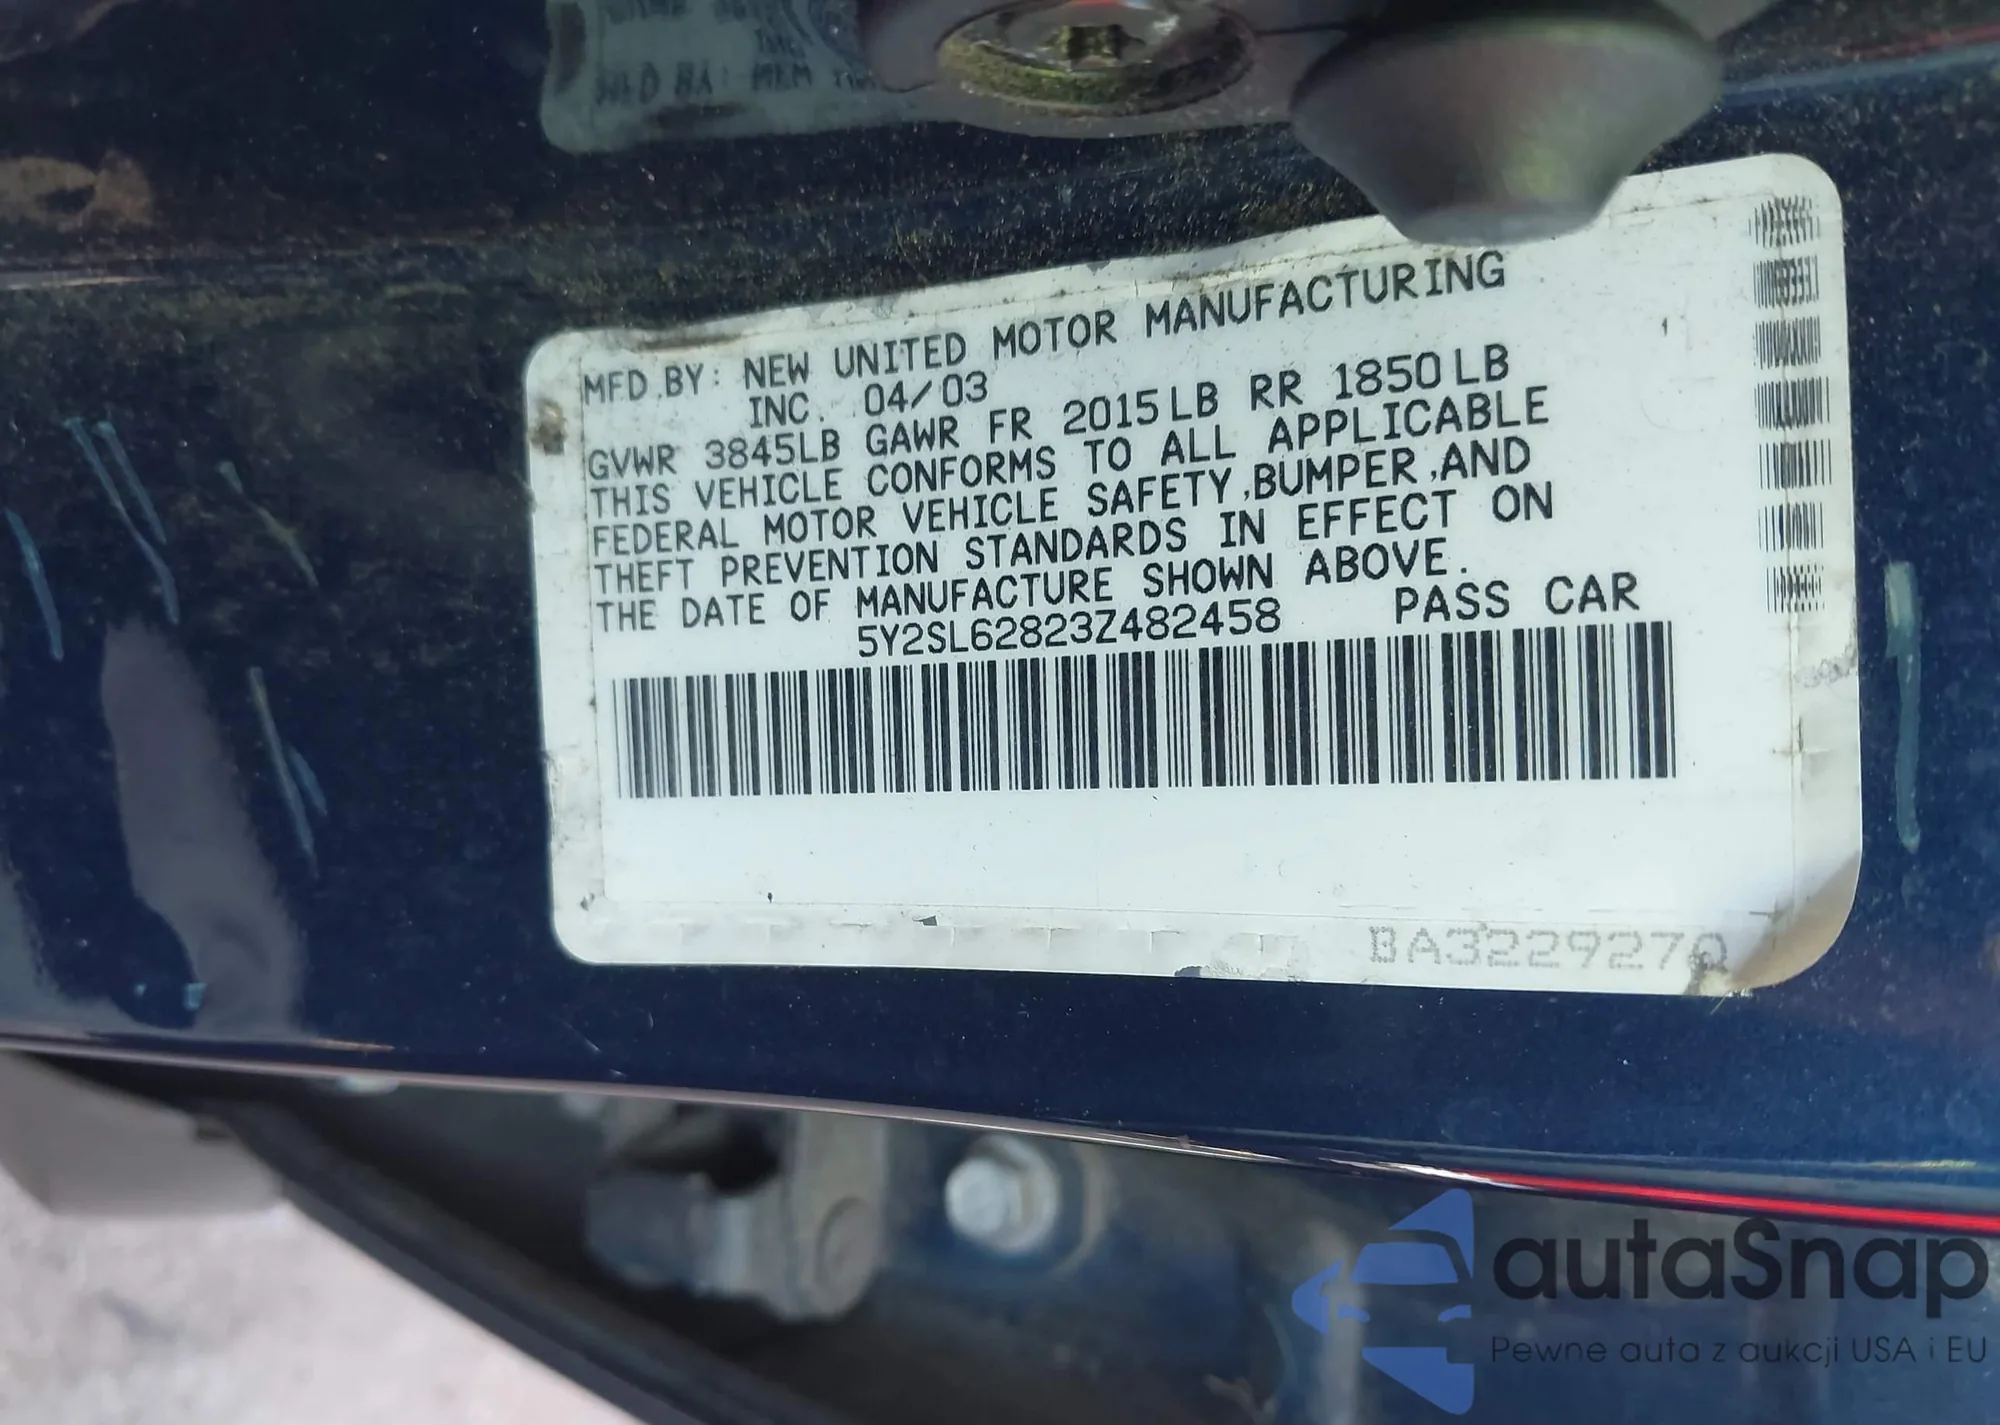 MFD.BY: NEW UNITED MOTOR MANUFACTURING
INC. 04/03
GVWR 3845LB GAWR FR 2015LB RR 1850LB
THIS VEHICLE CONFORMS TO ALL APPLICABLE
FEDERAL MOTOR VEHICLE SAFETY,BUMPER,AND
THEFT PREVENTION STANDARDS IN EFFECT ON
THE DATE OF MANUFACTURE SHOWN ABOVE.
5Y2SL62823Z482458 PASS CAR
BA3229270
autoSnap
Pewne auta z aukcji USA i EU